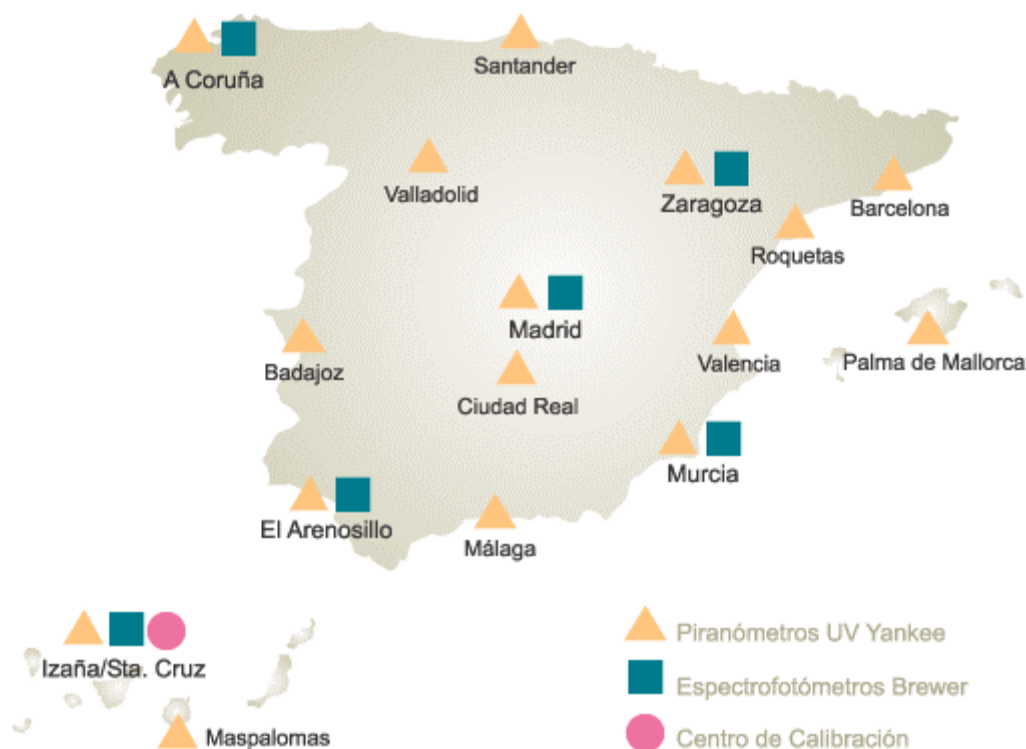 A Coruña
Santander
Valladolid
Zaragoza
Barcelona
Roquetas
Madrid
Badajoz
Valencia
Palma de Mallorca
Ciudad Real
Murcia
El Arenosillo
Málaga
Izaña/Sta. Cruz
Maspalomas
Piranómetros UV Yankee
Espectrofotómetros Brewer
Centro de Calibración